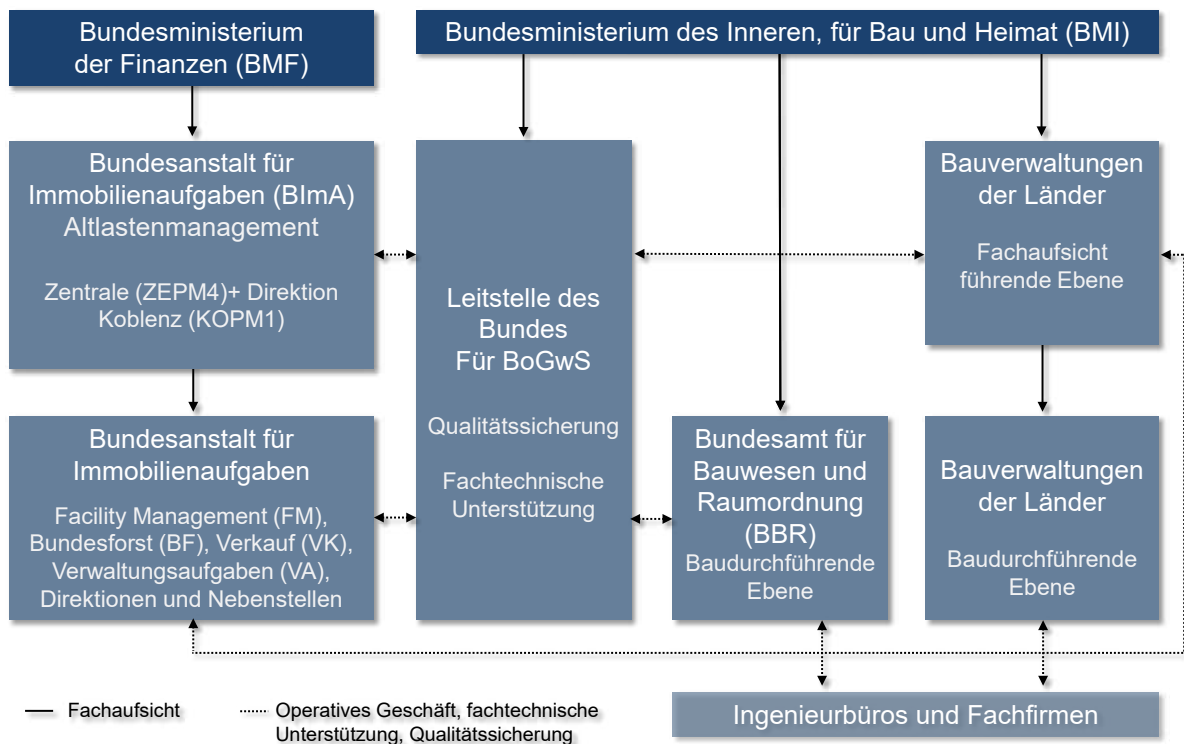 Bundesministerium
der Finanzen (BMF)
Bundesministerium des Inneren, für Bau und Heimat (BMI)
Bundesanstalt für
Immobilienaufgaben (BImA)
Altlastenmanagement
Zentrale (ZEPM4)+ Direktion
Koblenz (KOPM1)
Leitstelle des
Bundes
Für BoGwS
Qualitätssicherung
Fachtechnische
Unterstützung
Bauverwaltungen
der Länder
Fachaufsicht
führende Ebene
Bundesanstalt für
Immobilienaufgaben
Facility Management (FM),
Bundesforst (BF), Verkauf (VK),
Verwaltungsaufgaben (VA),
Direktionen und Nebenstellen
Bundesamt für
Bauwesen und
Raumordnung
(BBR)
Baudurchführende
Ebene
Bauverwaltungen
der Länder
Baudurchführende
Ebene
Fachaufsicht
Operatives Geschäft, fachtechnische
Unterstützung, Qualitätssicherung
Ingenieurbüros und Fachfirmen